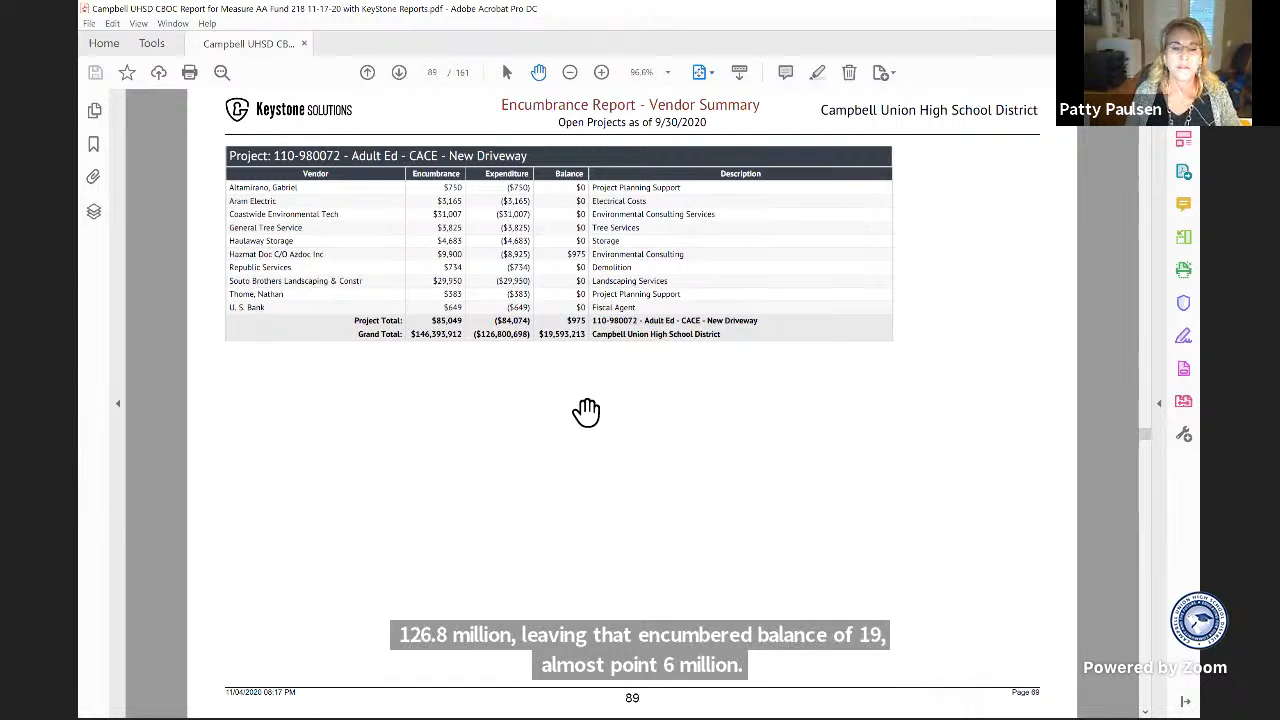 Campbell UHSD CBOC Report for Measure AA Fund 218 11-17-20 with KeyStone Reports.pdf - Adobe Acrobat Pro DC
File Edit View Window Help
Home Tools Campbell UHSD CB... ×
89 / 161 96.6%
Patty Paulsen
Keystone SOLUTIONS Encumbrance Report - Vendor Summary Campbell Union High School District
Open Projects as of 9/30/2020
Project: 110-980072 - Adult Ed - CACE - New Driveway
Vendor Encumbrance Expenditure Balance Description
Altamirano, Gabriel $750 ($750) $0 Project Planning Support
Aram Electric $3,165 ($3,165) $0 Electrical Costs
Coastwide Environmental Tech $31,007 ($31,007) $0 Environmental Consulting Services
General Tree Service $3,825 ($3,825) $0 Tree Services
Haulaway Storage $4,683 ($4,683) $0 Storage
Hazmat Doc C/O Azdoc Inc $9,900 ($8,925) $975 Environmental Consulting
Republic Services $734 ($734) $0 Demolition
Souto Brothers Landscaping & Constr $29,950 ($29,950) $0 Landscaping Services
Thome, Nathan $383 ($383) $0 Project Planning Support
U. S. Bank $649 ($649) $0 Fiscal Agent
Project Total: $85,049 ($84,074) $975 110-980072 - Adult Ed - CACE - New Driveway
Grand Total: $146,393,912 ($126,800,698) $19,593,213 Campbell Union High School District
126.8 million, leaving that encumbered balance of 19,
almost point 6 million.
Powered by Zoom
11/04/2020 08:17 PM 89 Page 69